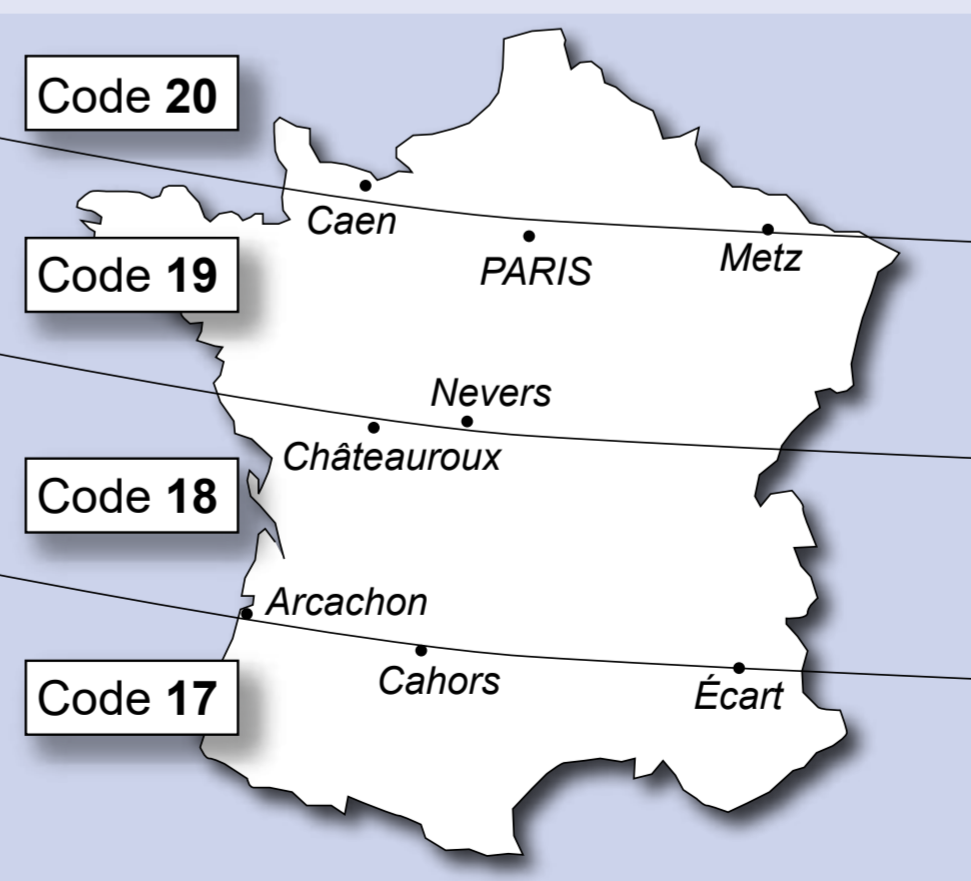 Code 20
Caen
PARIS
Metz
Code 19
Nevers
Châteauroux
Code 18
Arcachon
Cahors
Écart
Code 17